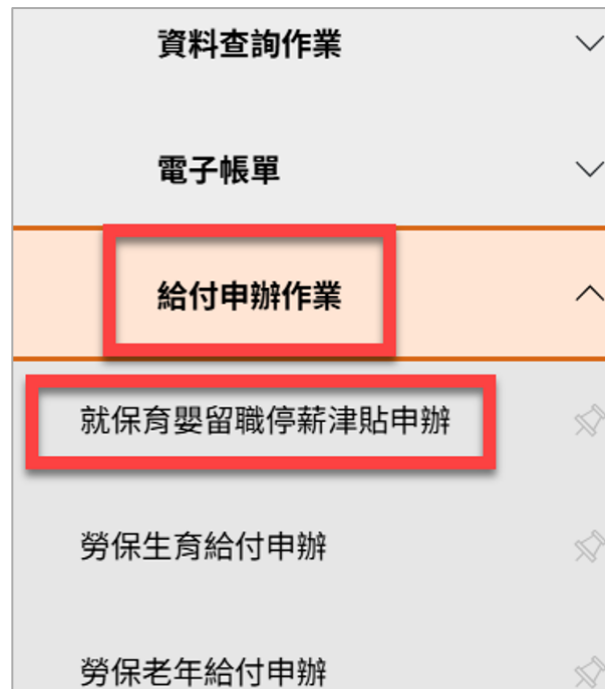 資料查詢作業
電子帳單
給付申辦作業
就保育嬰留職停薪津貼申辦
勞保生育給付申辦
勞保老年給付申辦